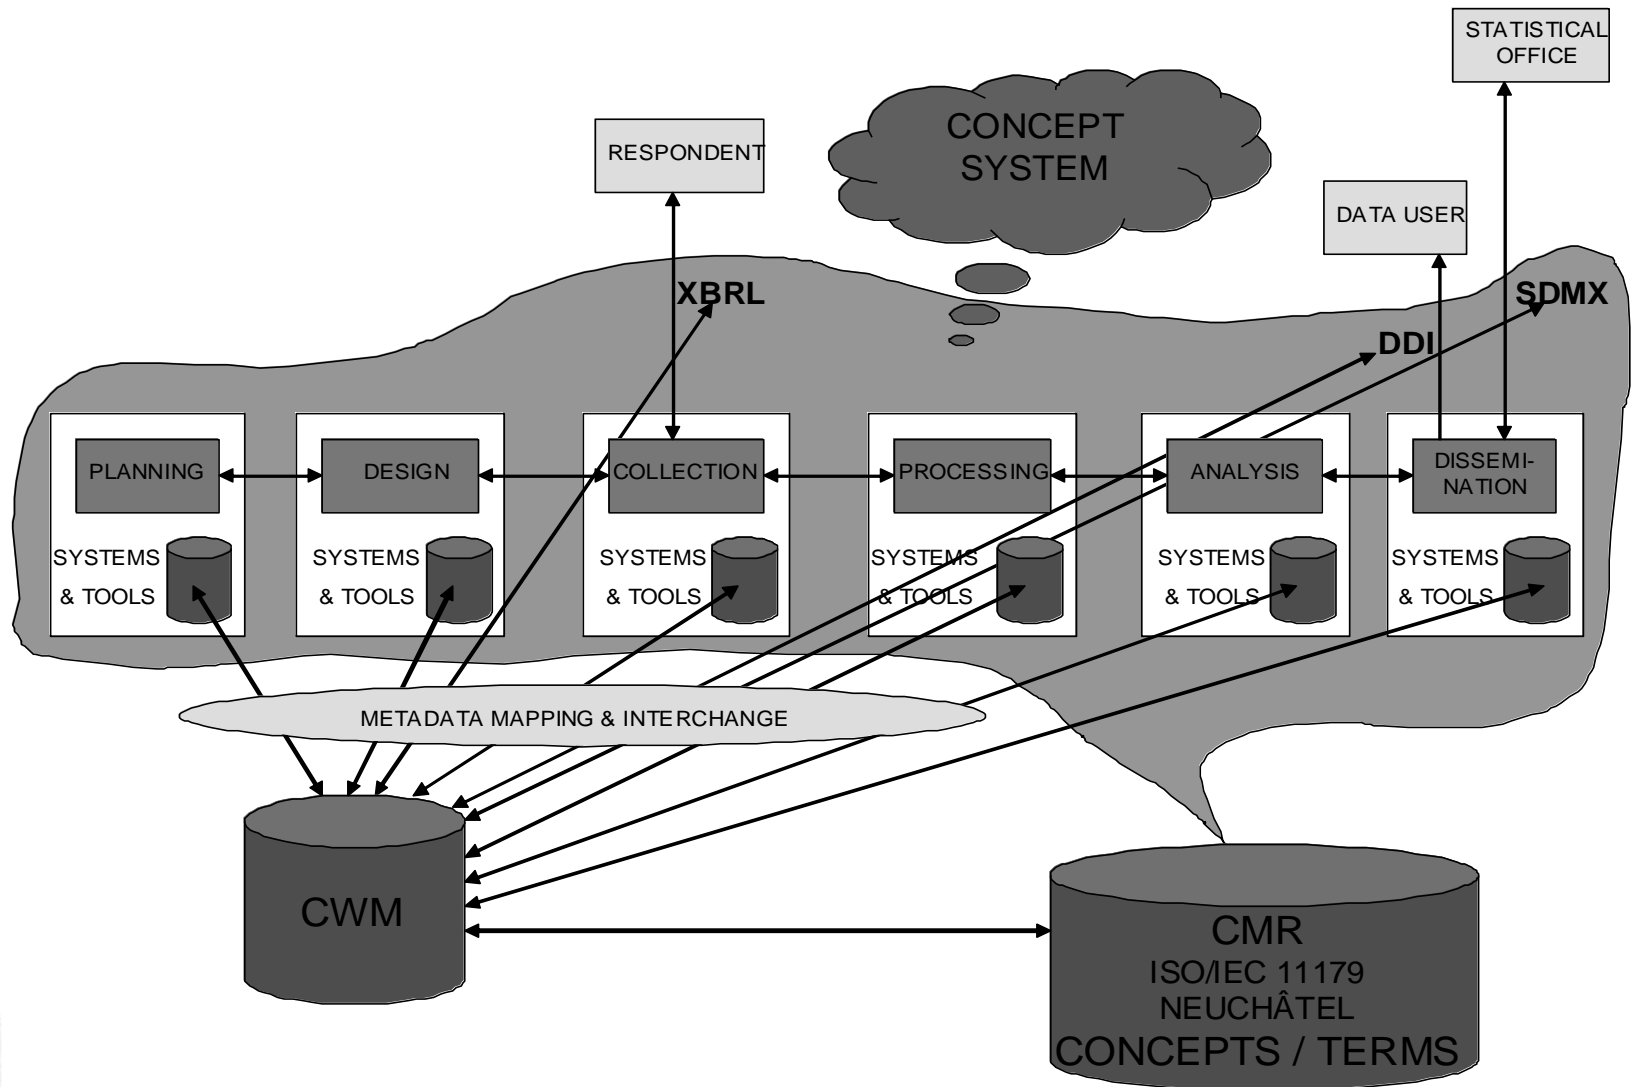 STATISTICAL
OFFICE
CONCEPT
SYSTEM
RESPONDENT
DATA USER
XBRL
SDMX
DDI
PLANNING
DESIGN
COLLECTION
PROCESSING
ANALYSIS
DISSEMI-
NATION
SYSTEMS
& TOOLS
SYSTEMS
& TOOLS
SYSTEMS
& TOOLS
SYSTEMS
& TOOLS
SYSTEMS
& TOOLS
SYSTEMS
& TOOLS
METADATA MAPPING & INTERCHANGE
CWM
CMR
ISO/IEC 11179
NEUCHÂTEL
CONCEPTS / TERMS